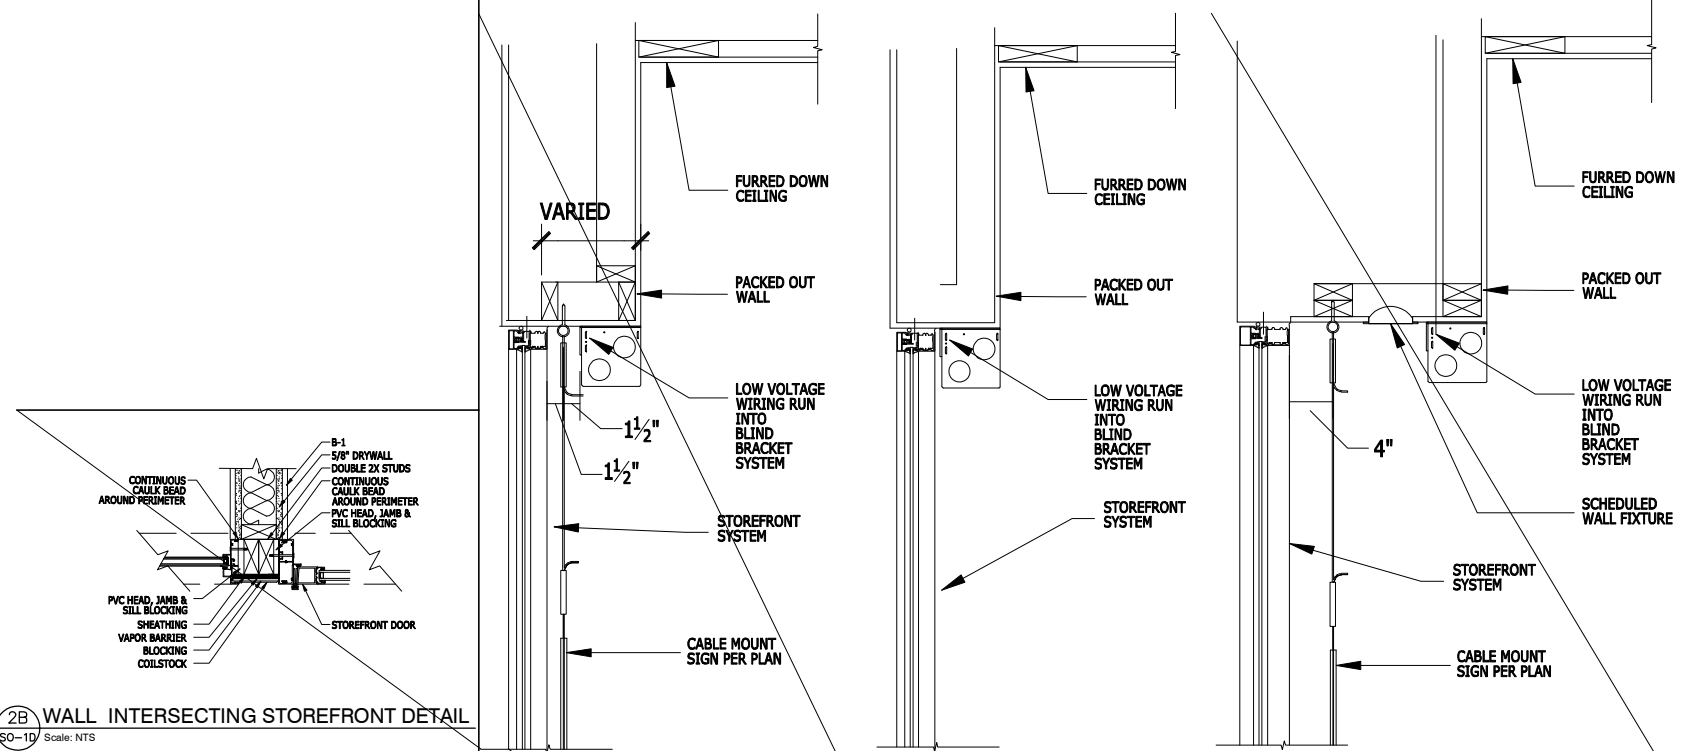 B-1
5/8" DRYWALL
DOUBLE 2X STUDS
CONTINUOUS
CAULK BEAD
AROUND PERIMETER
PVC HEAD, JAMB &
SILL BLOCKING
CONTINUOUS
CAULK BEAD
AROUND PERIMETER
PVC HEAD, JAMB &
SILL BLOCKING
SHEATHING
VAPOR BARRIER
BLOCKING
COILSTOCK
STOREFRONT DOOR
2B
SO-1D
WALL INTERSECTING STOREFRONT DETAIL
Scale: NTS
FURRED DOWN
CEILING
VARIED
PACKED OUT
WALL
LOW VOLTAGE
WIRING RUN
INTO
BLIND
BRACKET
SYSTEM
1 1/2"
1 1/2"
STOREFRONT
SYSTEM
CABLE MOUNT
SIGN PER PLAN
FURRED DOWN
CEILING
PACKED OUT
WALL
LOW VOLTAGE
WIRING RUN
INTO
BLIND
BRACKET
SYSTEM
STOREFRONT
SYSTEM
FURRED DOWN
CEILING
PACKED OUT
WALL
LOW VOLTAGE
WIRING RUN
INTO
BLIND
BRACKET
SYSTEM
4"
SCHEDULED
WALL FIXTURE
STOREFRONT
SYSTEM
CABLE MOUNT
SIGN PER PLAN